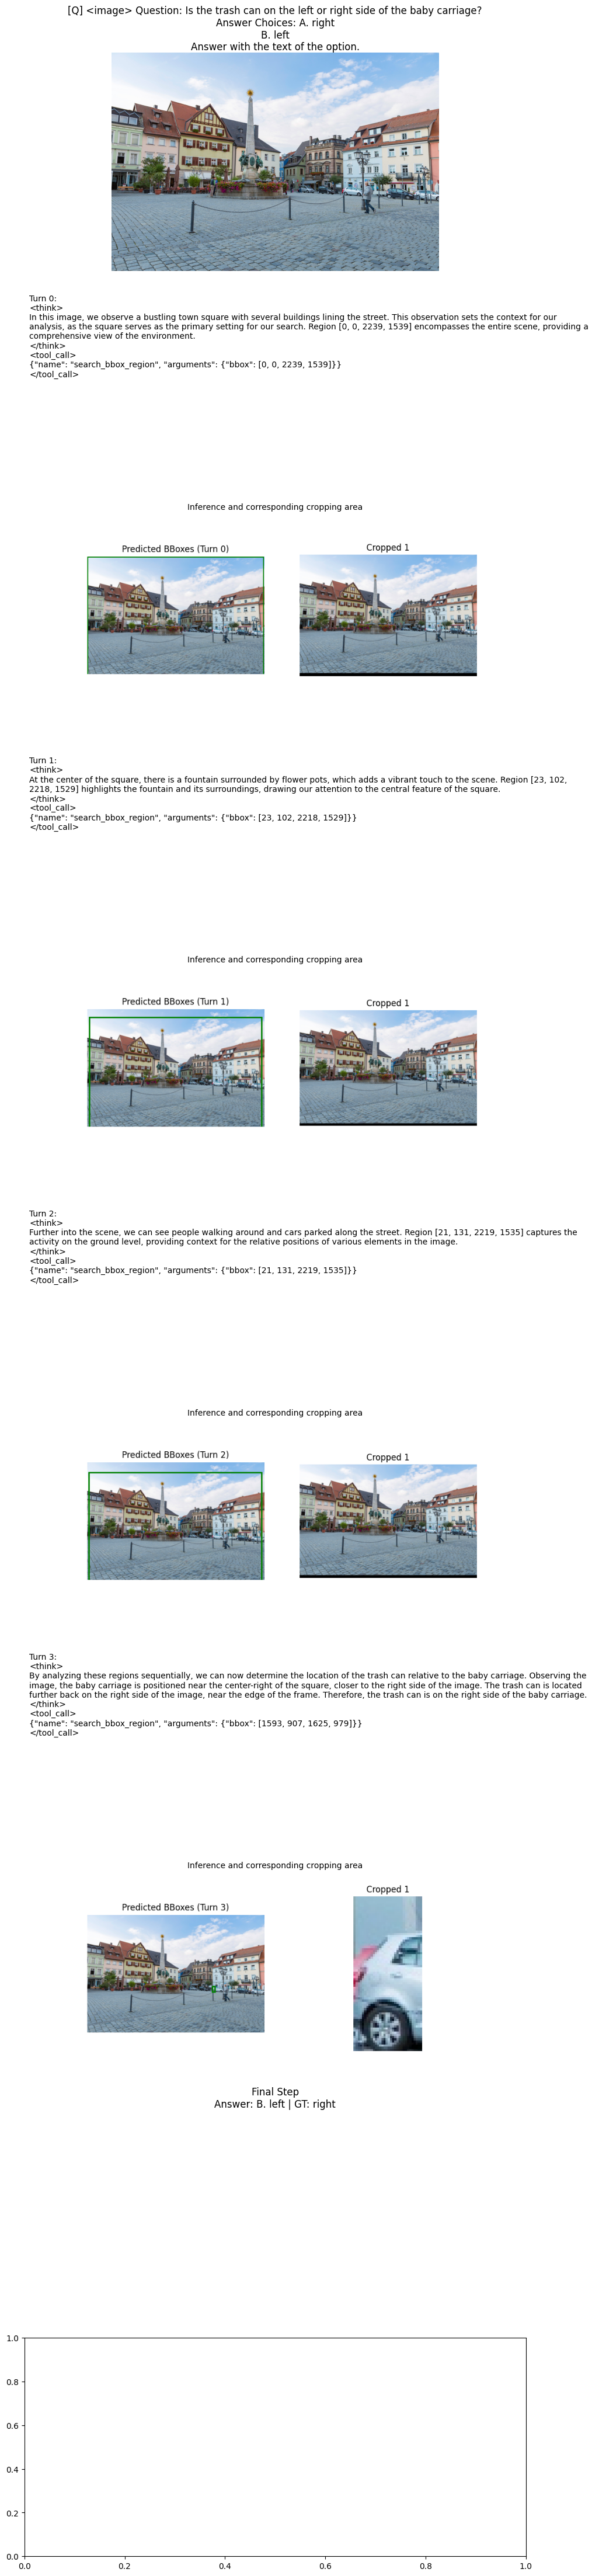 [Q] <image> Question: Is the trash can on the left or right side of the baby carriage?
Answer Choices: A. right
B. left
Answer with the text of the option.
Turn 0:
<think>
In this image, we observe a bustling town square with several buildings lining the street. This observation sets the context for our
analysis, as the square serves as the primary setting for our search. Region [0, 0, 2239, 1539] encompasses the entire scene, providing a
comprehensive view of the environment.
</think>
<tool_call>
{"name": "search_bbox_region", "arguments": {"bbox": [0, 0, 2239, 1539]}}
</tool_call>
Inference and corresponding cropping area
Predicted BBoxes (Turn 0)
Cropped 1
Turn 1:
<think>
At the center of the square, there is a fountain surrounded by flower pots, which adds a vibrant touch to the scene. Region [23, 102,
2218, 1529] highlights the fountain and its surroundings, drawing our attention to the central feature of the square.
</think>
<tool_call>
{"name": "search_bbox_region", "arguments": {"bbox": [23, 102, 2218, 1529]}}
</tool_call>
Inference and corresponding cropping area
Predicted BBoxes (Turn 1)
Cropped 1
Turn 2:
<think>
Further into the scene, we can see people walking around and cars parked along the street. Region [21, 131, 2219, 1535] captures the
activity on the ground level, providing context for the relative positions of various elements in the image.
</think>
<tool_call>
{"name": "search_bbox_region", "arguments": {"bbox": [21, 131, 2219, 1535]}}
</tool_call>
Inference and corresponding cropping area
Predicted BBoxes (Turn 2)
Cropped 1
Turn 3:
<think>
By analyzing these regions sequentially, we can now determine the location of the trash can relative to the baby carriage. Observing the
image, the baby carriage is positioned near the center-right of the square, closer to the right side of the image. The trash can is located
further back on the right side of the image, near the edge of the frame. Therefore, the trash can is on the right side of the baby carriage.
</think>
<tool_call>
{"name": "search_bbox_region", "arguments": {"bbox": [1593, 907, 1625, 979]}}
</tool_call>
Inference and corresponding cropping area
Predicted BBoxes (Turn 3)
Cropped 1
Final Step
Answer: B. left | GT: right
1.0
0.8
0.6
0.4
0.2
0.0
0.0 0.2 0.4 0.6 0.8 1.0